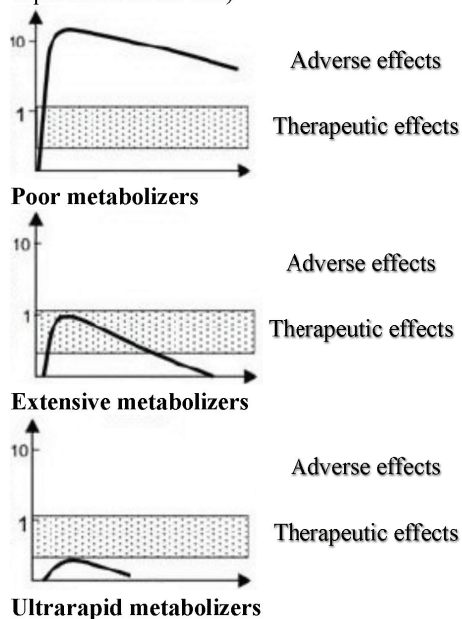 10
Adverse effects
1
Therapeutic effects
Poor metabolizers
10
Adverse effects
1
Therapeutic effects
Extensive metabolizers
10
Adverse effects
1
Therapeutic effects
Ultrarapid metabolizers